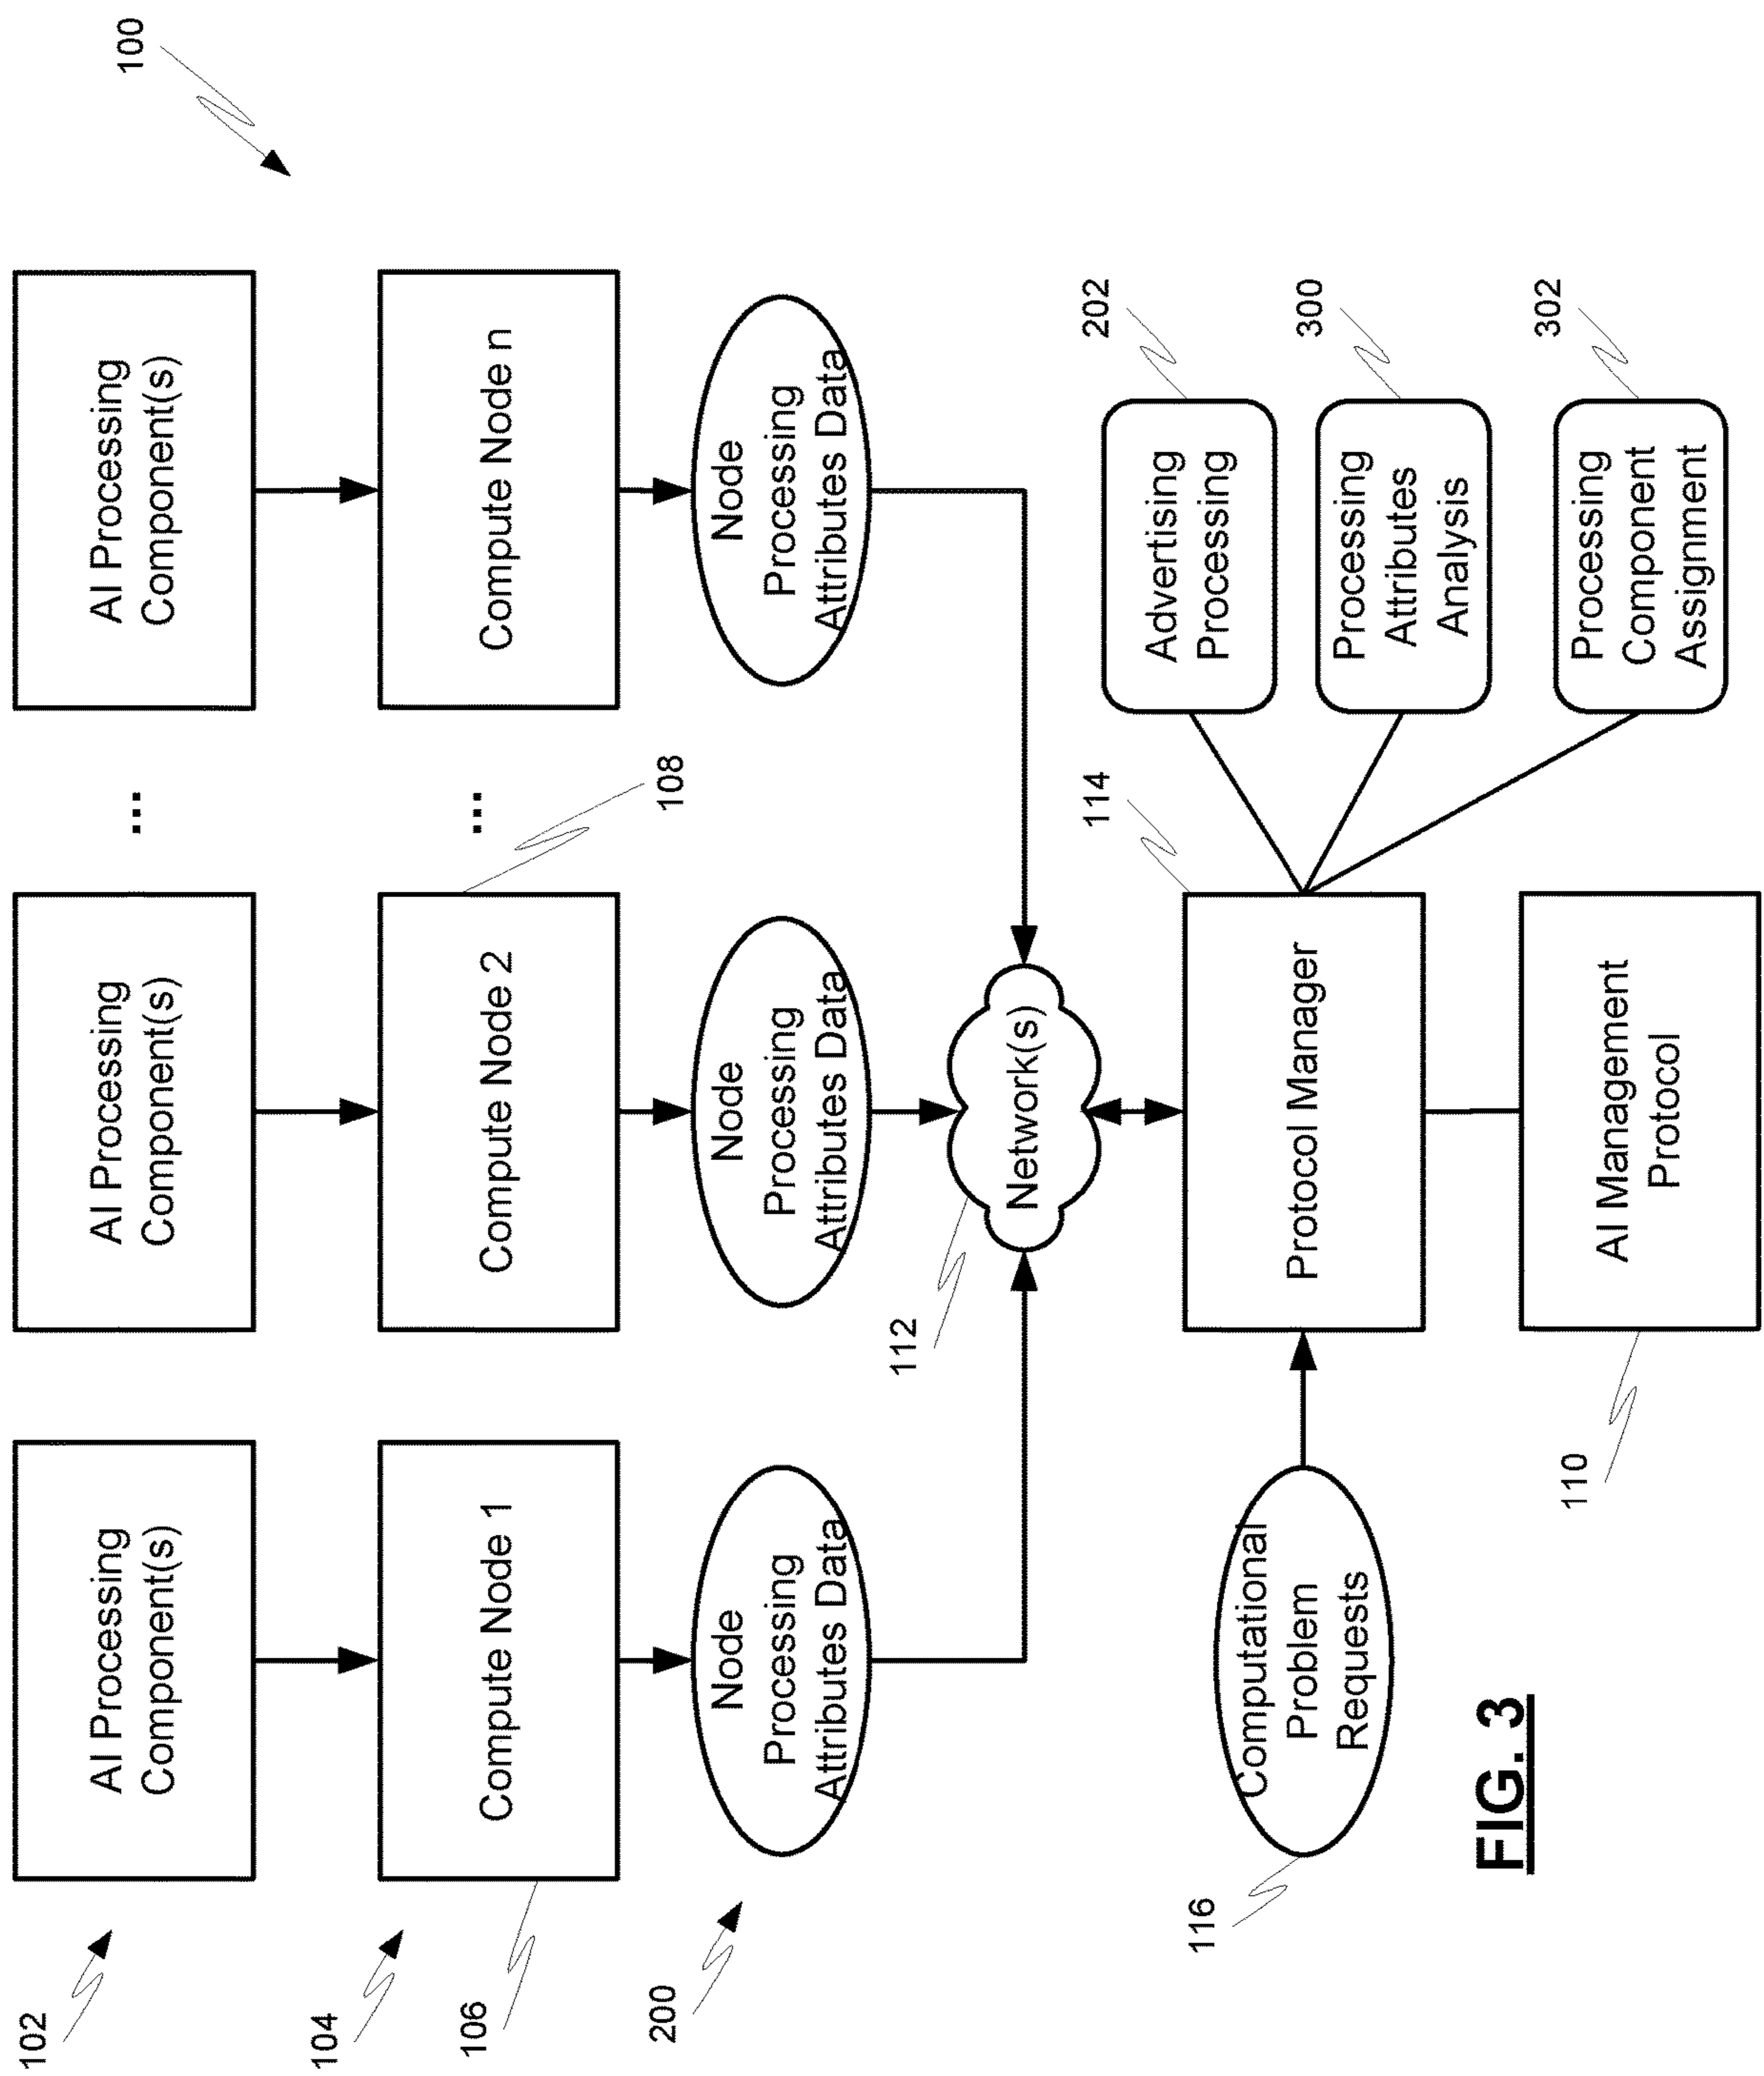 100
102
AI Processing
Component(s)
AI Processing
Component(s)
...
AI Processing
Component(s)
104
106
Compute Node 1
Compute Node 2
...
108
Compute Node n
200
Node
Processing
Attributes Data
Node
Processing
Attributes Data
Node
Processing
Attributes Data
112
Network(s)
116
Computational
Problem
Requests
Protocol Manager
114
Advertising
Processing
202
Processing
Attributes
Analysis
300
Processing
Component
Assignment
302
110
AI Management
Protocol
FIG. 3